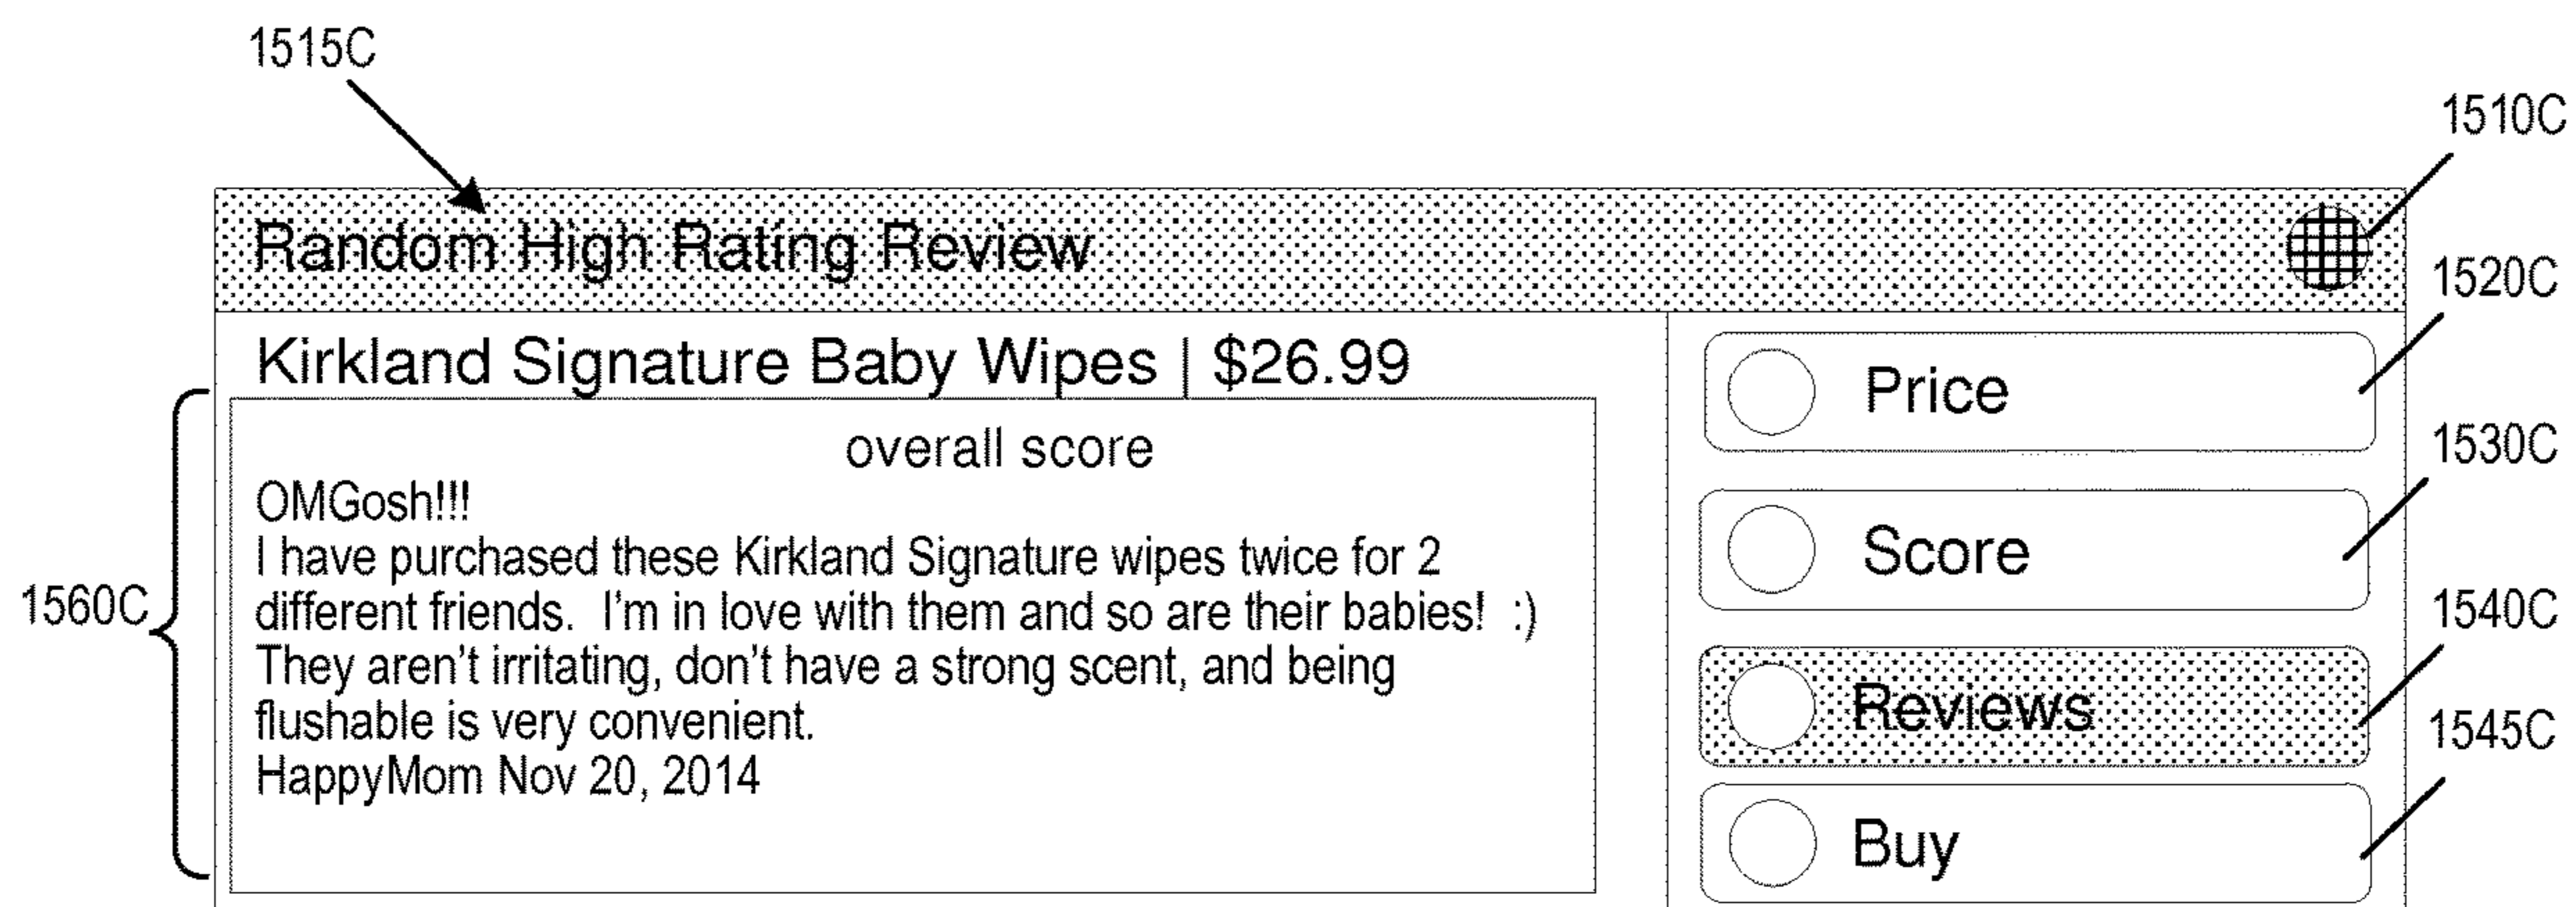 1515C
1510C
Random High Rating Review
1520C
Kirkland Signature Baby Wipes | $26.99
Price
overall score
1530C
OMGosh!!!
I have purchased these Kirkland Signature wipes twice for 2
Score
different friends.  I'm in love with them and so are their babies!  :)
1560C
1540C
They aren't irritating, don't have a strong scent, and being
Reviews
flushable is very convenient.
1545C
HappyMom Nov 20, 2014
Buy